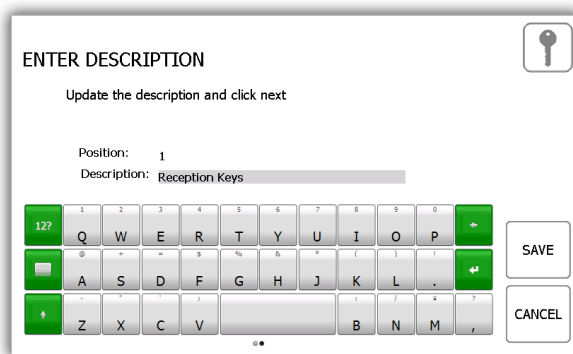 ENTER DESCRIPTION
Update the description and click next
Position: 1
Description: Reception Keys
1 2 3 4 5 6 7 8 9 0
12? Q W E R T Y U I O P
@ + = $ % & * ( ) !
A S D F G H J K L .
SAVE
- " ' ; : / ¥ ?
Z X C V B N M ,
CANCEL